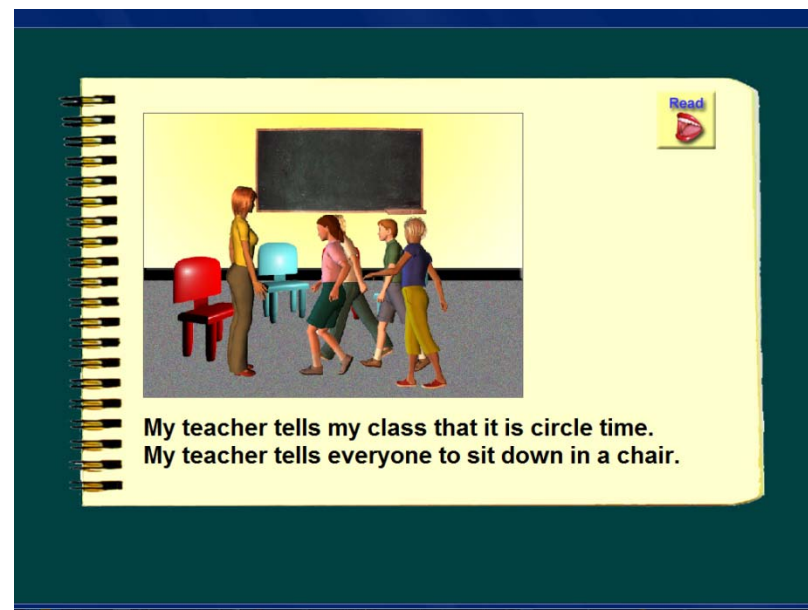 Read
My teacher tells my class that it is circle time.
My teacher tells everyone to sit down in a chair.